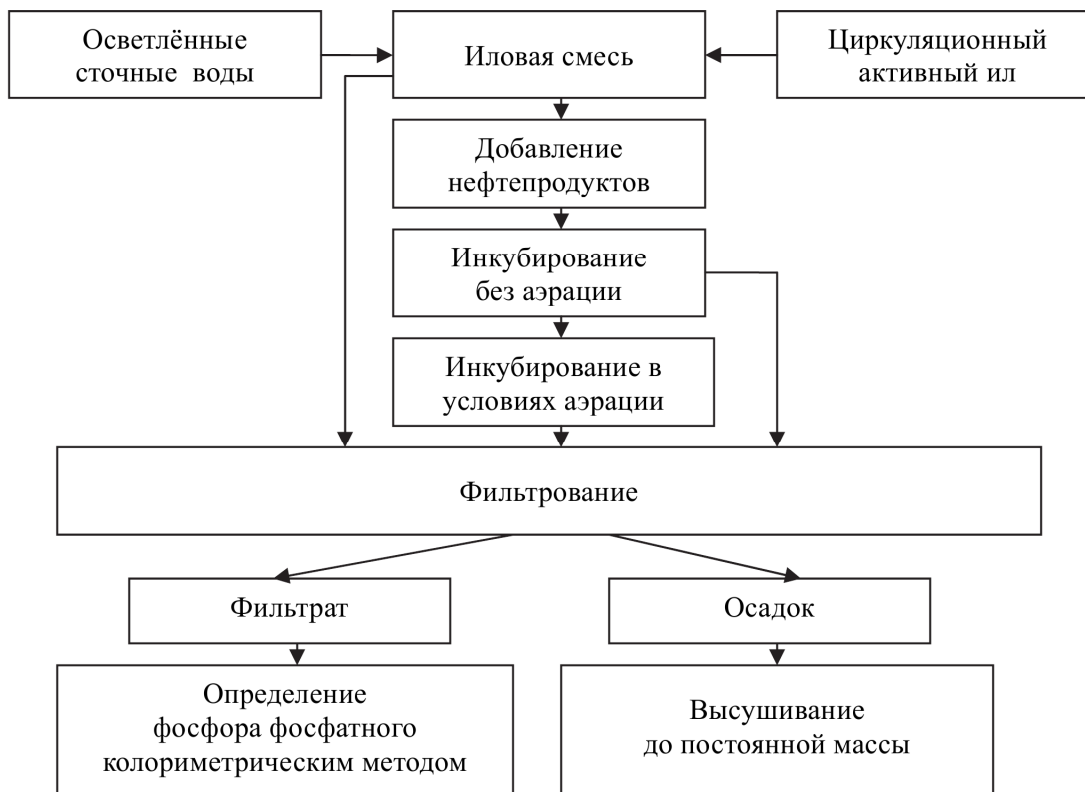 Осветлённые
сточные воды
Иловая смесь
Циркуляционный
активный ил
Добавление
нефтепродуктов
Инкубирование
без аэрации
Инкубирование в
условиях аэрации
Фильтрование
Фильтрат
Осадок
Определение
фосфора фосфатного
колориметрическим методом
Высушивание
до постоянной массы